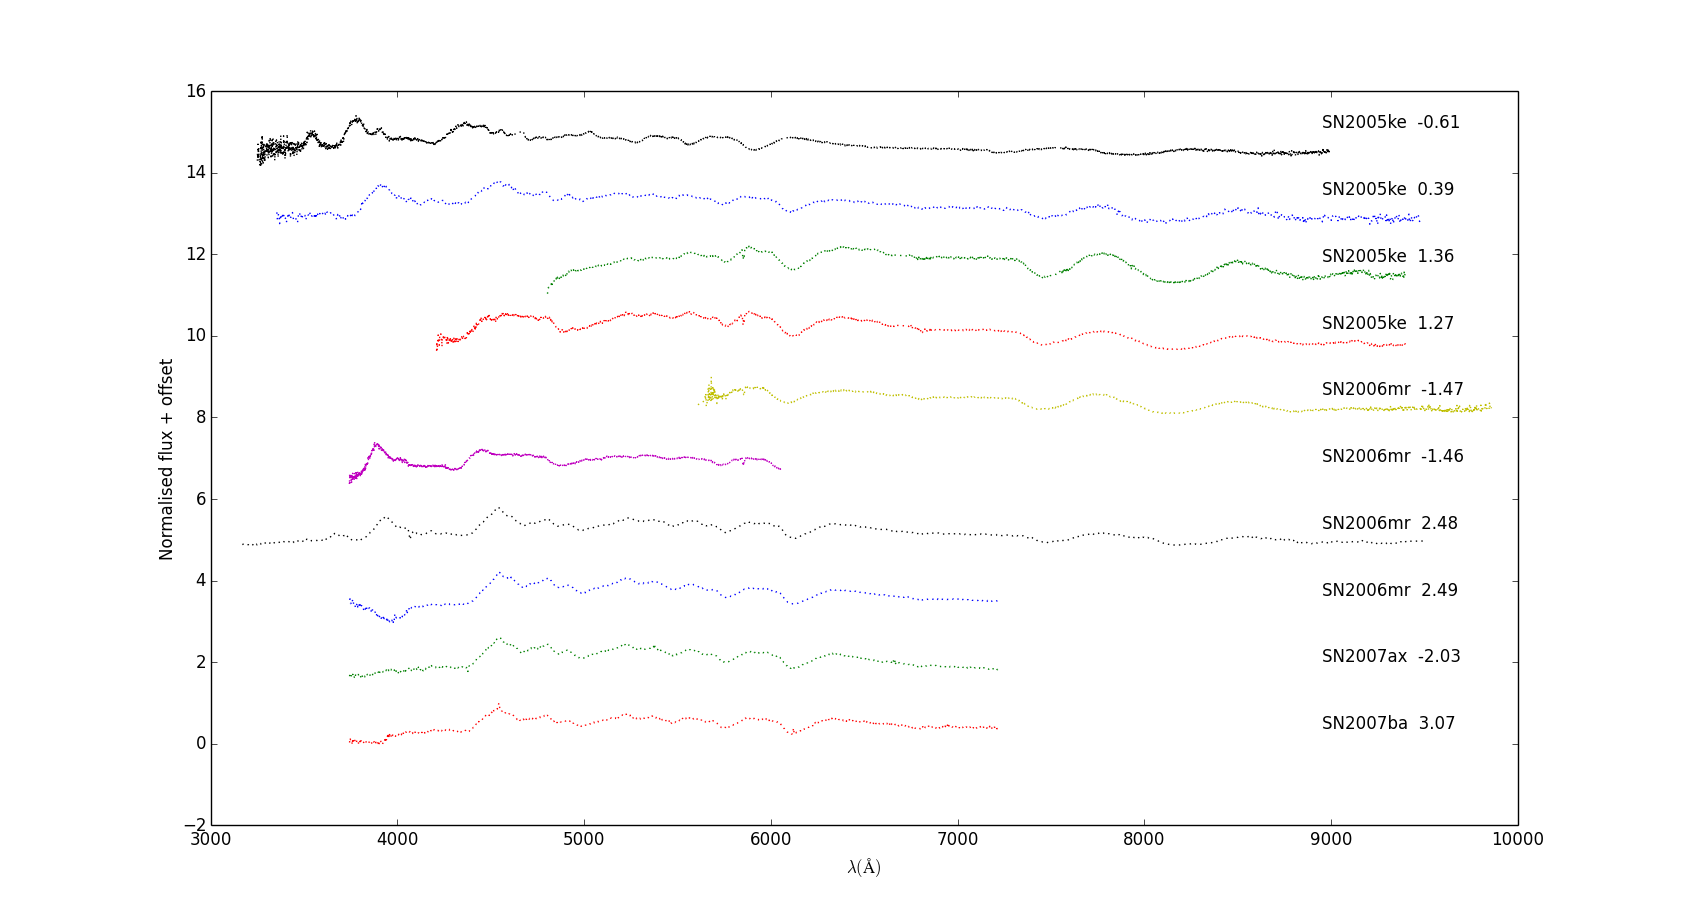 16
14
12
10
8
6
4
2
0
−2
Normalised flux + offset
SN2005ke -0.61
SN2005ke 0.39
SN2005ke 1.36
SN2005ke 1.27
SN2006mr -1.47
SN2006mr -1.46
SN2006mr 2.48
SN2006mr 2.49
SN2007ax -2.03
SN2007ba 3.07
3000 4000 5000 6000 7000 8000 9000 10000
λ(Å)